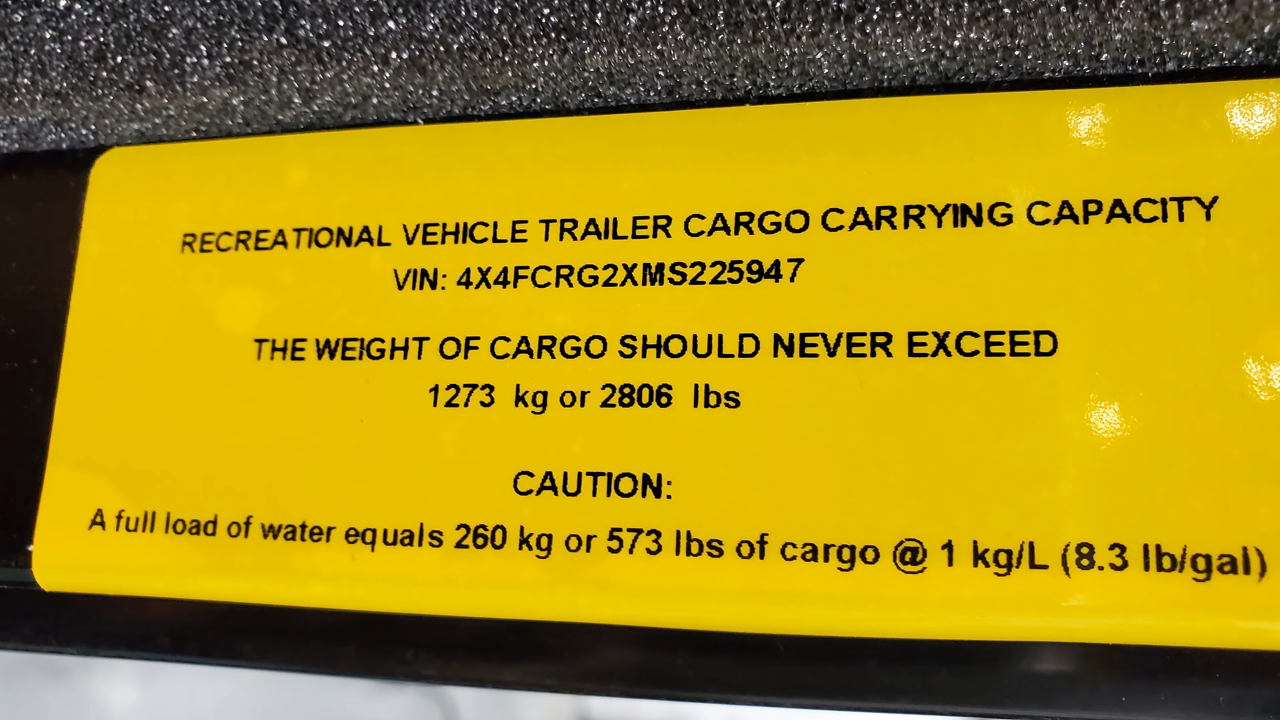 RECREATIONAL VEHICLE TRAILER CARGO CARRYING CAPACITY
VIN: 4X4FCRG2XMS225947
THE WEIGHT OF CARGO SHOULD NEVER EXCEED
1273 kg or 2806 lbs
CAUTION:
A full load of water equals 260 kg or 573 lbs of cargo @ 1 kg/L (8.3 lb/gal)